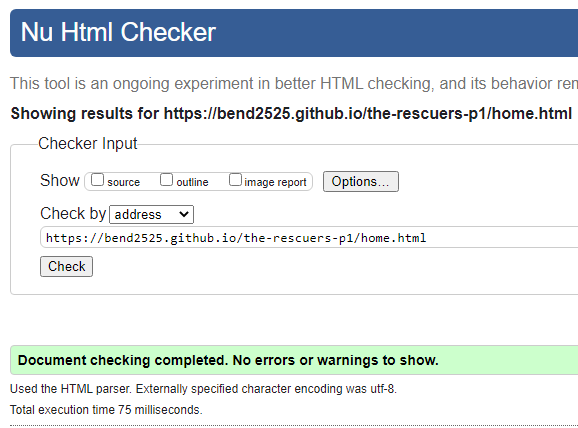 Nu Html Checker
This tool is an ongoing experiment in better HTML checking, and its behavior
Showing results for https://bend2525.github.io/the-rescuers-p1/home.html
Checker Input
Show source outline image report Options...
Check by address
https://bend2525.github.io/the-rescuers-p1/home.html
Check
Document checking completed. No errors or warnings to show.
Used the HTML parser. Externally specified character encoding was utf-8.
Total execution time 75 milliseconds.